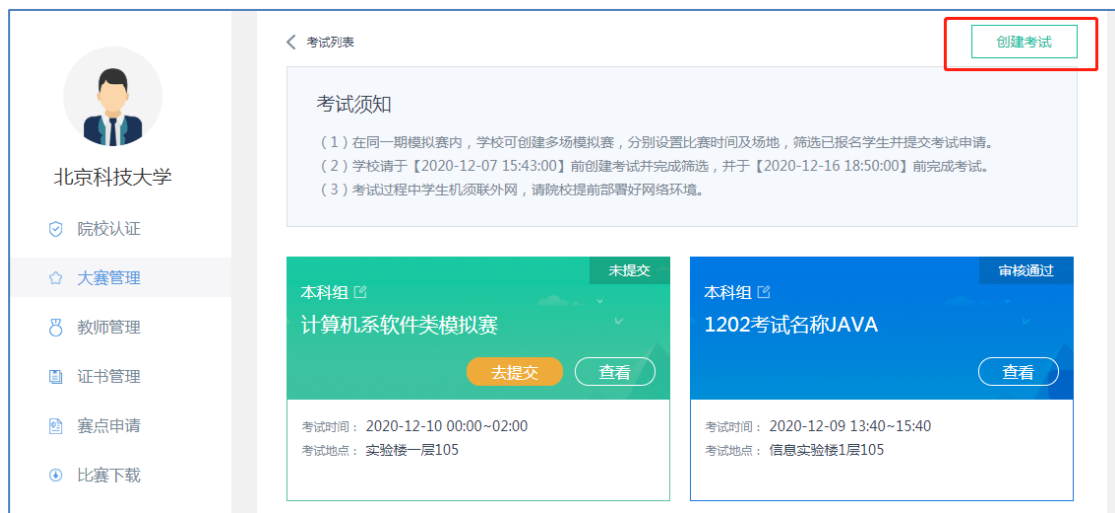 考试列表
创建考试
考试须知
（1）在同一期模拟赛内，学校可创建多场模拟赛，分别设置比赛时间及场地，筛选已报名学生并提交考试申请。
（2）学校请于【2020-12-07 15:43:00】前创建考试并完成筛选，并于【2020-12-16 18:50:00】前完成考试。
（3）考试过程中学生机须联外网，请院校提前部署好网络环境。
北京科技大学
院校认证
大赛管理
教师管理
证书管理
赛点申请
比赛下载
未提交
本科组
计算机系软件类模拟赛
去提交
查看
考试时间： 2020-12-10 00:00~02:00
考试地点： 实验楼一层105
审核通过
本科组
1202考试名称JAVA
查看
考试时间： 2020-12-09 13:40~15:40
考试地点： 信息实验楼1层105